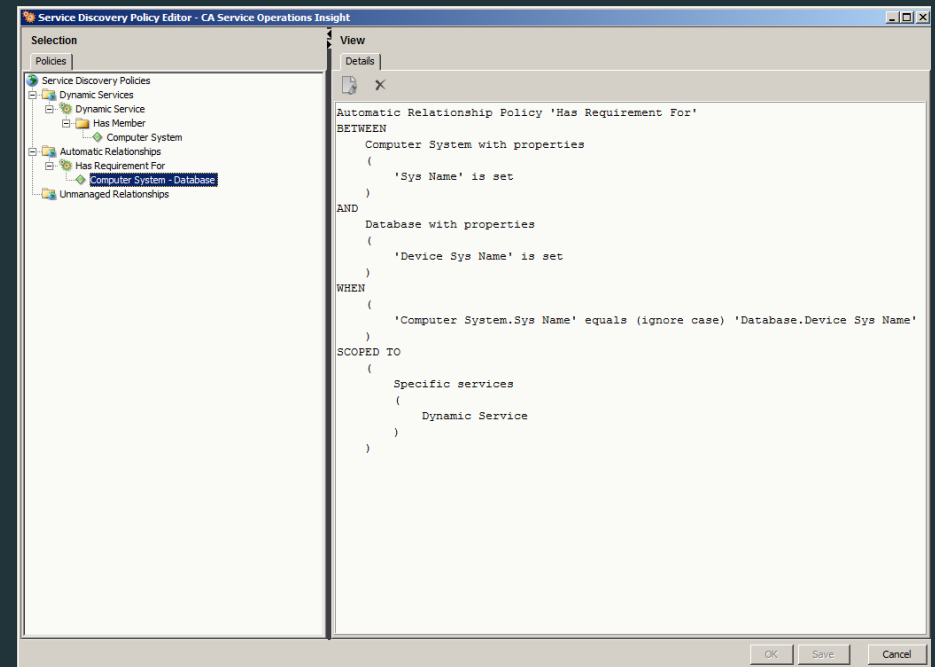 Service Discovery Policy Editor - CA Service Operations Insight
Selection
Policies
Service Discovery Policies
Dynamic Services
Dynamic Service
Has Member
Computer System
Automatic Relationships
Has Requirement For
Computer System - Database
Unmanaged Relationships
View
Details
Automatic Relationship Policy 'Has Requirement For'
BETWEEN
Computer System with properties
(
'Sys Name' is set
)
AND
Database with properties
(
'Device Sys Name' is set
)
WHEN
(
'Computer System.Sys Name' equals (ignore case) 'Database.Device Sys Name'
)
SCOPED TO
(
Specific services
(
Dynamic Service
)
)
OK Save Cancel